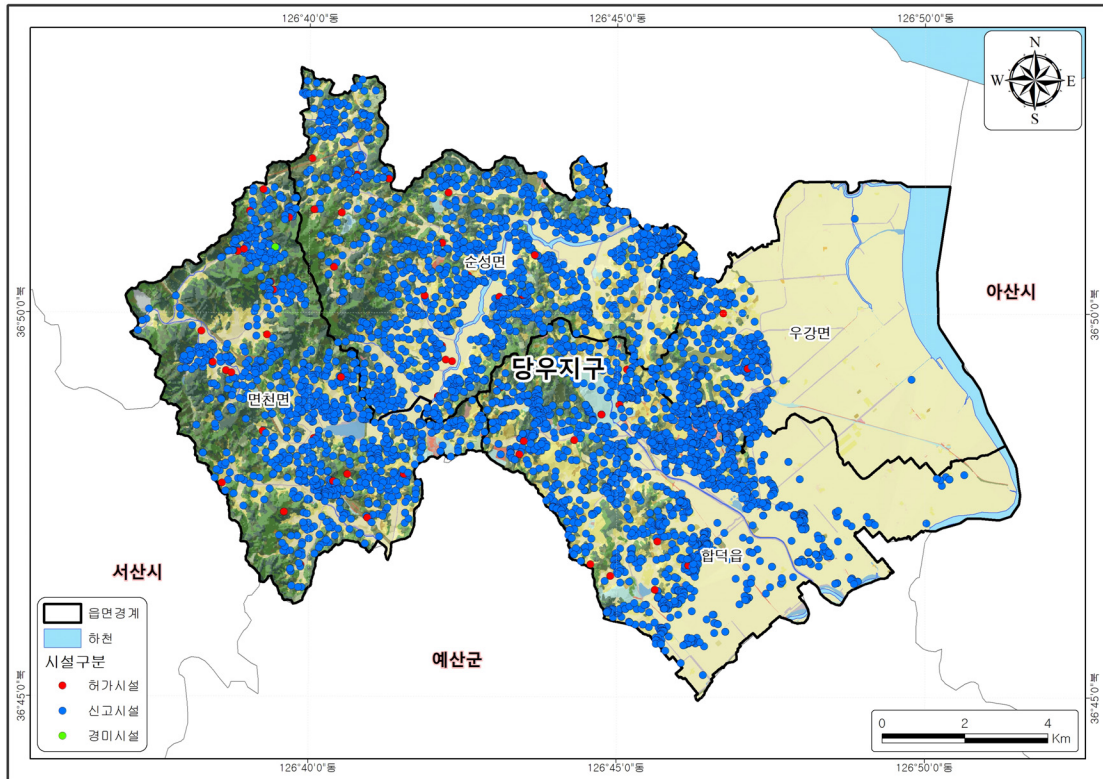 126°40'0"동
126°45'0"동
126°50'0"동
N
W
E
S
순성면
아산시
36°50'0"북
36°50'0"북
우강면
당우지구
면천면
합덕읍
서산시
예산군
읍면경계
하천
시설구분
허가시설
신고시설
경미시설
36°45'0"북
36°45'0"북
0
2
4
Km
126°40'0"동
126°45'0"동
126°50'0"동